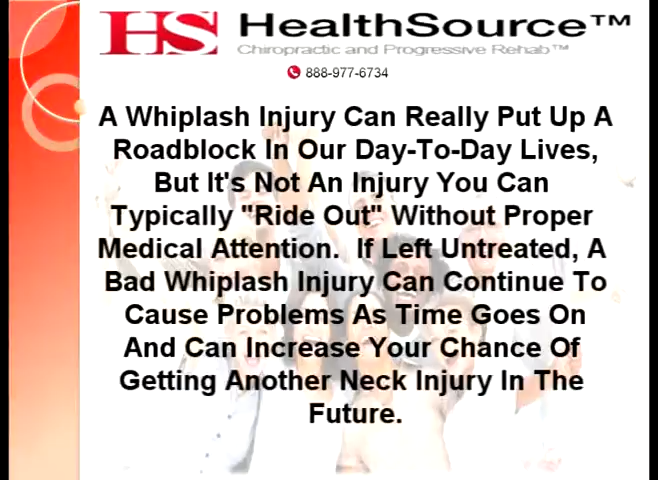 HS HealthSource™
Chiropractic and Progressive Rehab™
888-977-6734
A Whiplash Injury Can Really Put Up A
Roadblock In Our Day-To-Day Lives,
But It's Not An Injury You Can
Typically "Ride Out" Without Proper
Medical Attention. If Left Untreated, A
Bad Whiplash Injury Can Continue To
Cause Problems As Time Goes On
And Can Increase Your Chance Of
Getting Another Neck Injury In The
Future.